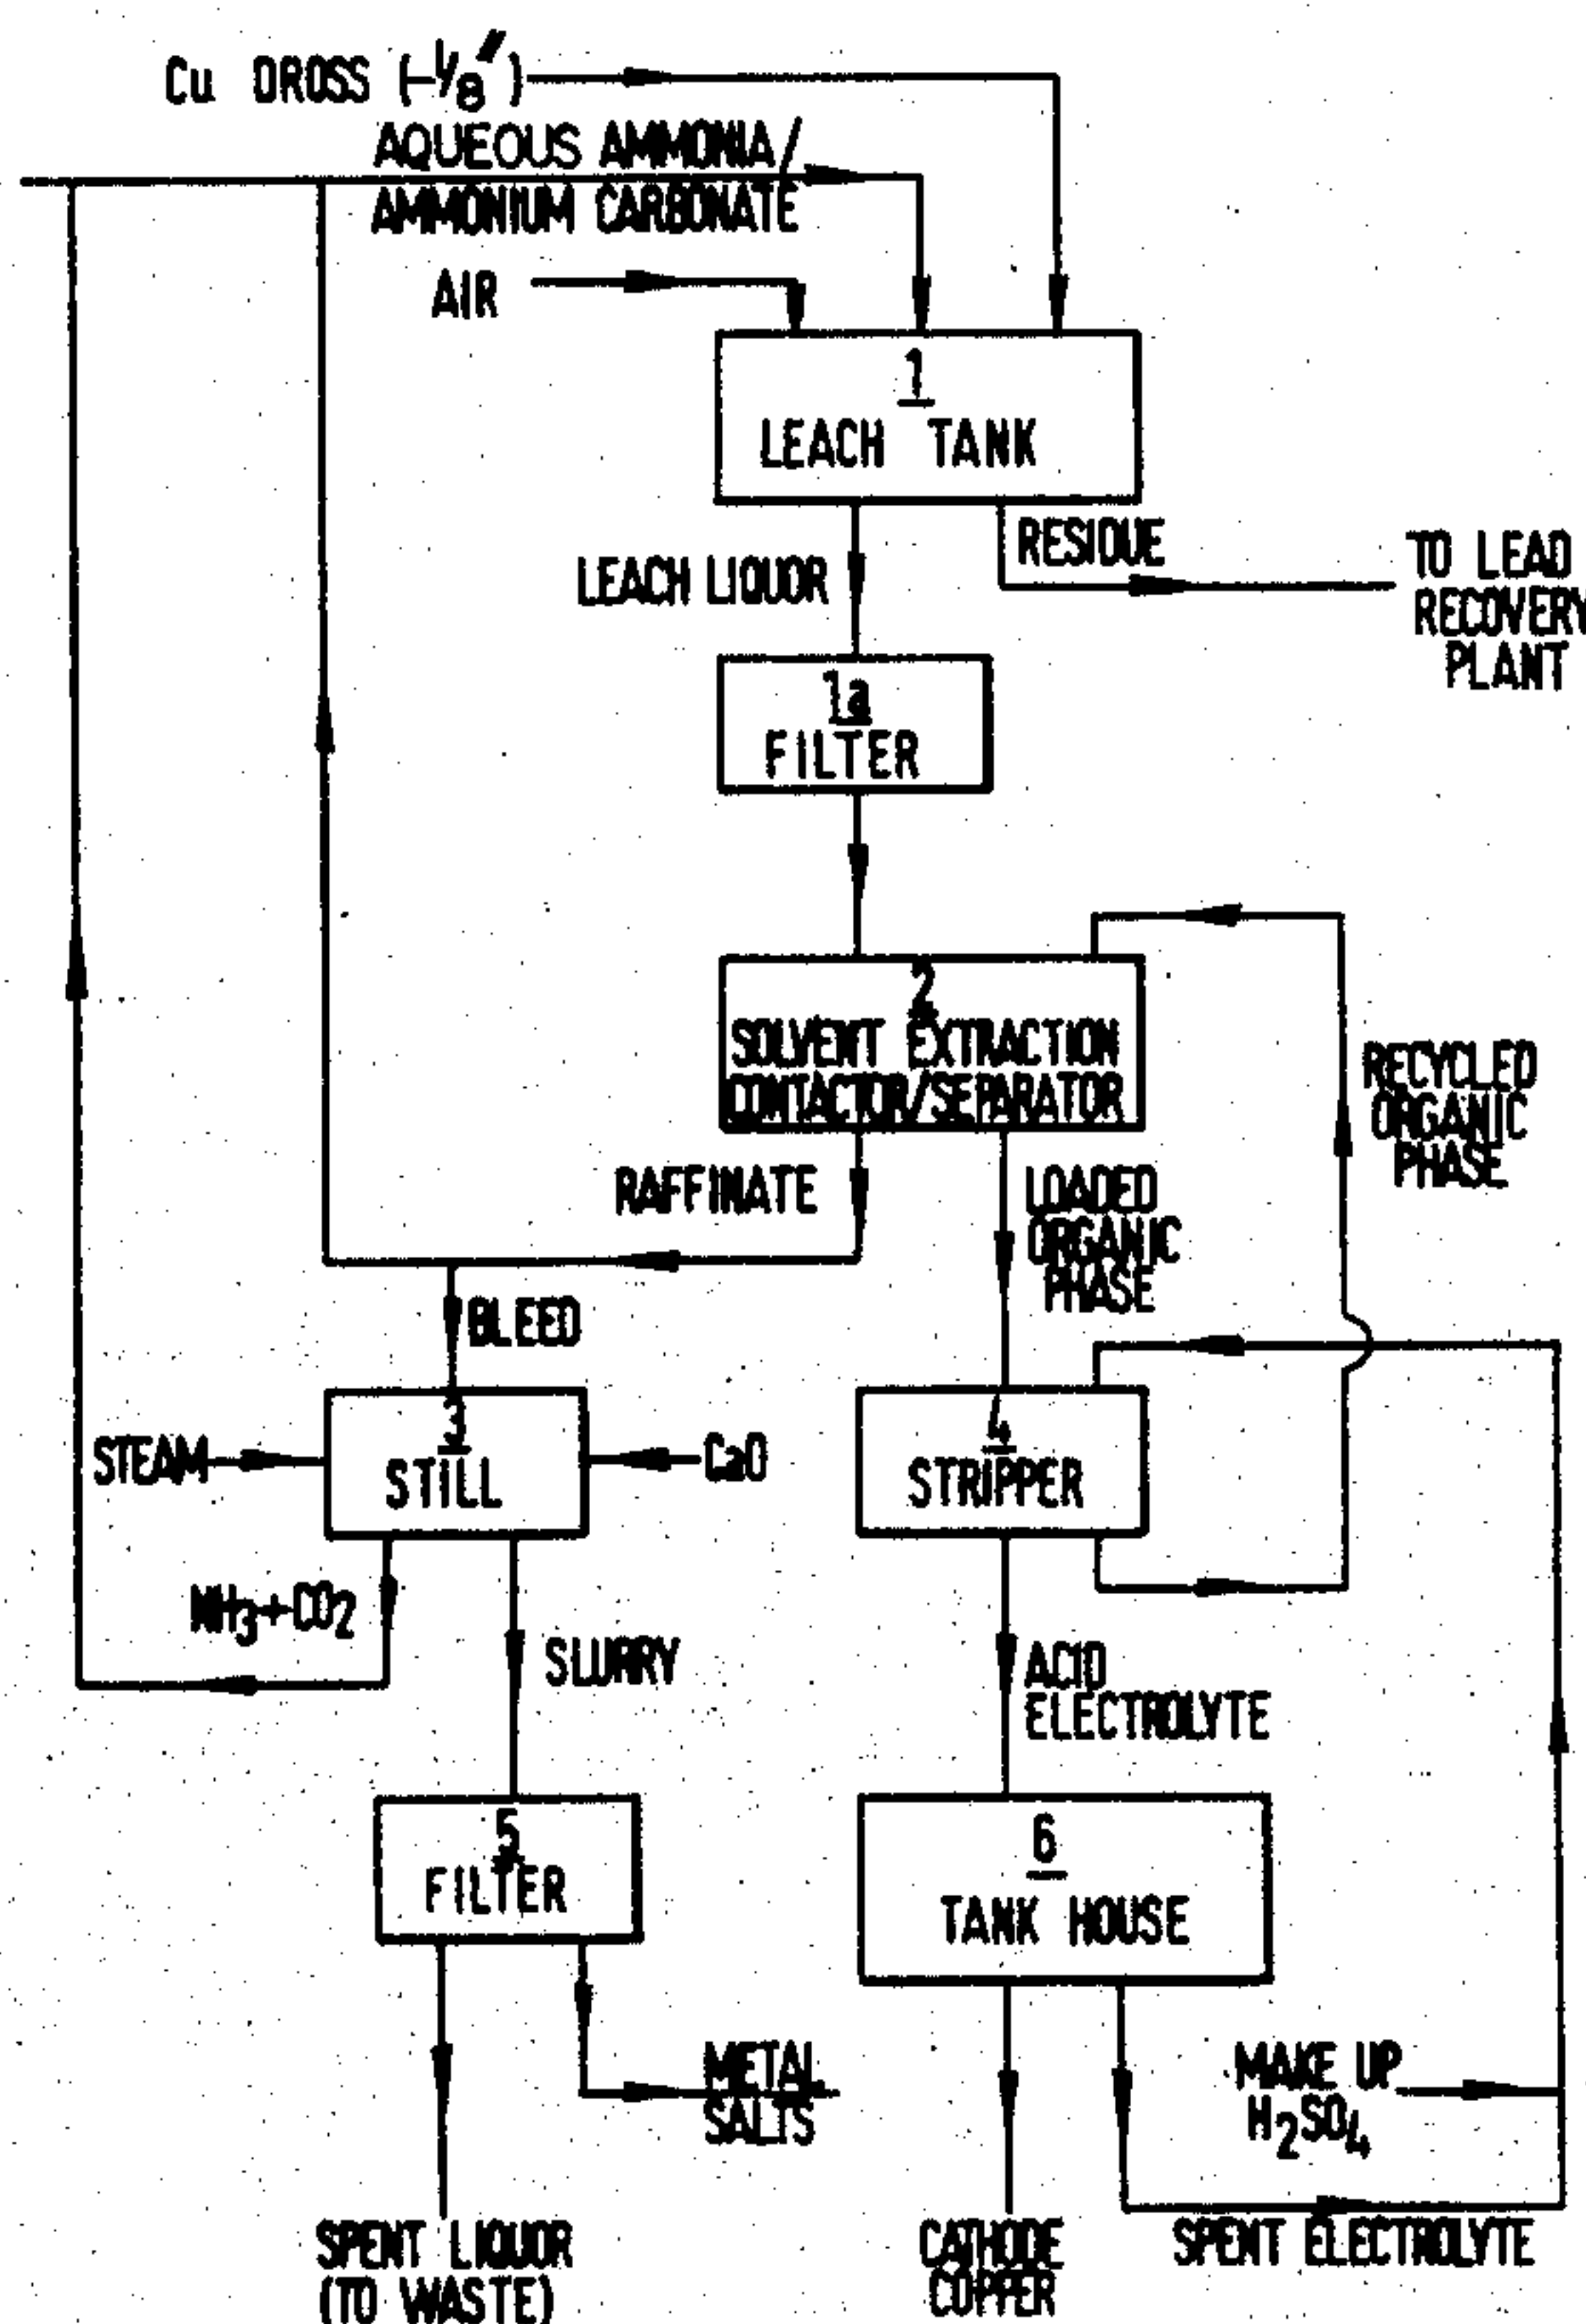 Cu DROSS (-1/8")
AQUEOUS AMMONIA/
AMMONIUM CARBONATE
AIR
1
LEACH TANK
RESIDUE
TO LEAD
RECOVERY
PLANT
LEACH LIQUOR
1a
FILTER
2
SOLVENT EXTRACTION
CONTACTOR/SEPARATOR
RECYCLED
ORGANIC
PHASE
RAFFINATE
LOADED
ORGANIC
PHASE
BLEED
3
STILL
STEAM
CaO
4
STRIPPER
NH3+CO2
SLURRY
ACID
ELECTROLYTE
5
FILTER
6
TANK HOUSE
METAL
SALTS
MAKE UP
H2SO4
SPENT LIQUOR
(TO WASTE)
CATHODE
COPPER
SPENT ELECTROLYTE